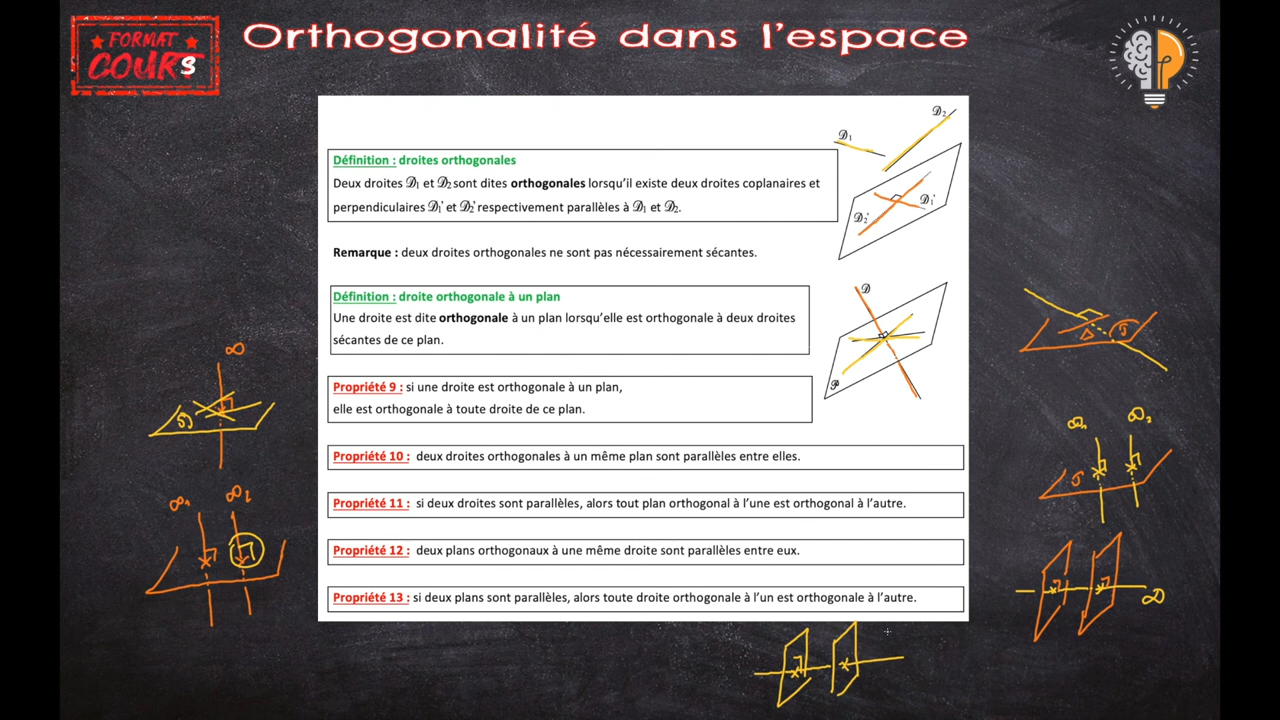 FORMAT
COURS
Orthogonalité dans l'espace
Définition : droites orthogonales
Deux droites 𝒟1 et 𝒟2 sont dites orthogonales lorsqu'il existe deux droites coplanaires et
perpendiculaires 𝒟1' et 𝒟2' respectivement parallèles à 𝒟1 et 𝒟2.
𝒟1
𝒟2
𝒟1'
𝒟2'
Remarque : deux droites orthogonales ne sont pas nécessairement sécantes.
Définition : droite orthogonale à un plan
Une droite est dite orthogonale à un plan lorsqu'elle est orthogonale à deux droites
sécantes de ce plan.
𝒟
𝒫
Propriété 9 : si une droite est orthogonale à un plan,
elle est orthogonale à toute droite de ce plan.
Propriété 10 : deux droites orthogonales à un même plan sont parallèles entre elles.
Propriété 11 : si deux droites sont parallèles, alors tout plan orthogonal à l'une est orthogonal à l'autre.
Propriété 12 : deux plans orthogonaux à une même droite sont parallèles entre eux.
Propriété 13 : si deux plans sont parallèles, alors toute droite orthogonale à l'un est orthogonale à l'autre.
Δ